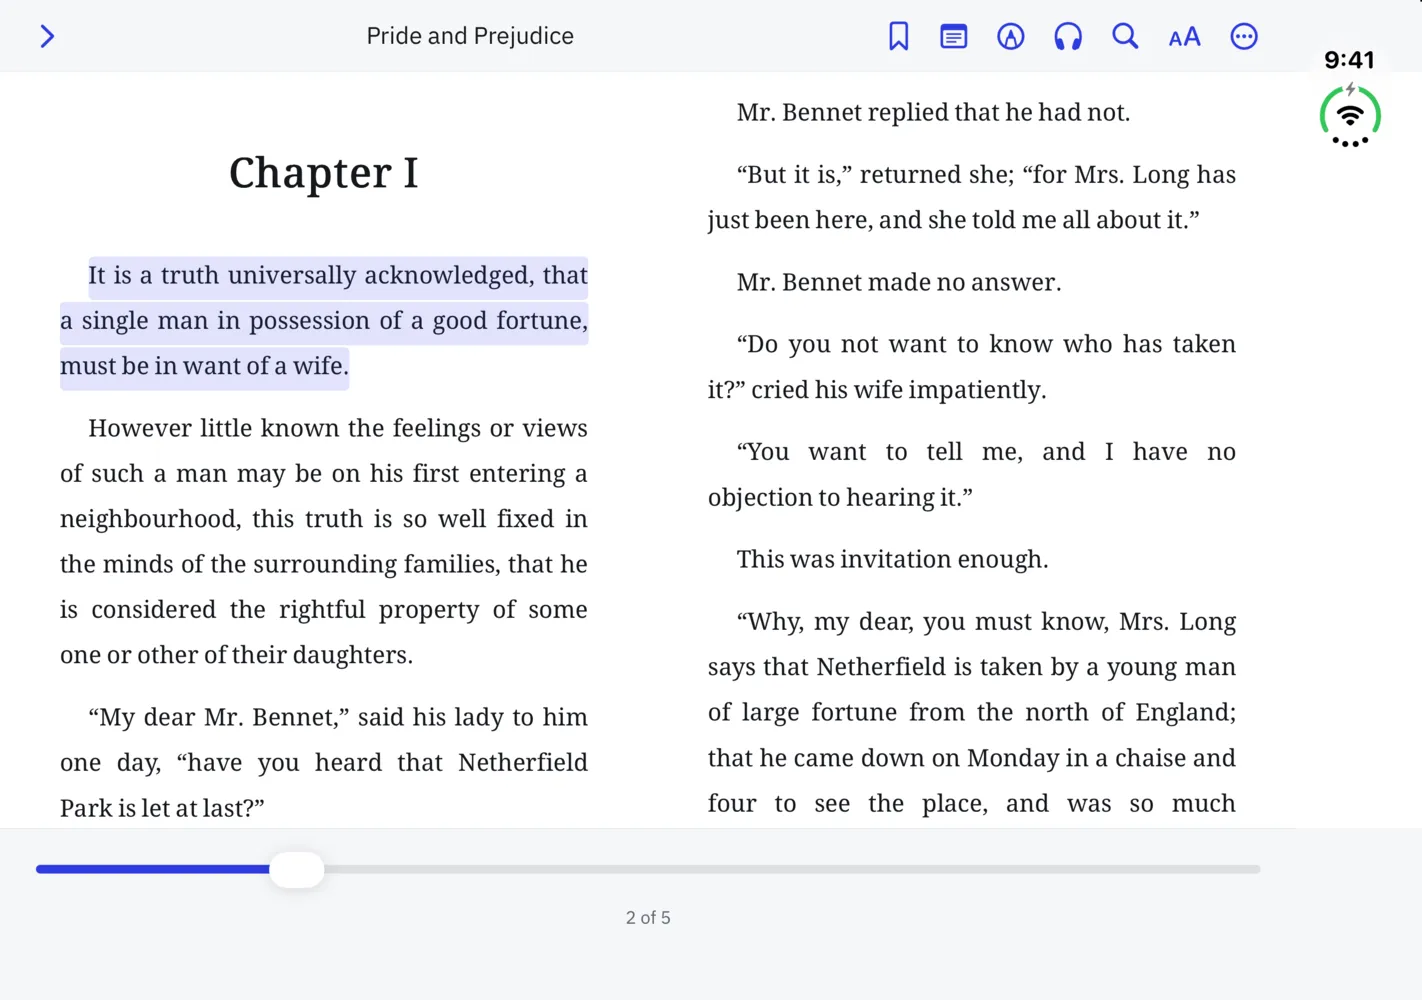 Pride and Prejudice
AA
9:41
Chapter I
It is a truth universally acknowledged, that
a single man in possession of a good fortune,
must be in want of a wife.
However little known the feelings or views
of such a man may be on his first entering a
neighbourhood, this truth is so well fixed in
the minds of the surrounding families, that he
is considered the rightful property of some
one or other of their daughters.
“My dear Mr. Bennet,” said his lady to him
one day, “have you heard that Netherfield
Park is let at last?”
Mr. Bennet replied that he had not.
“But it is,” returned she; “for Mrs. Long has
just been here, and she told me all about it.”
Mr. Bennet made no answer.
“Do you not want to know who has taken
it?” cried his wife impatiently.
“You want to tell me, and I have no
objection to hearing it.”
This was invitation enough.
“Why, my dear, you must know, Mrs. Long
says that Netherfield is taken by a young man
of large fortune from the north of England;
that he came down on Monday in a chaise and
four to see the place, and was so much
2 of 5